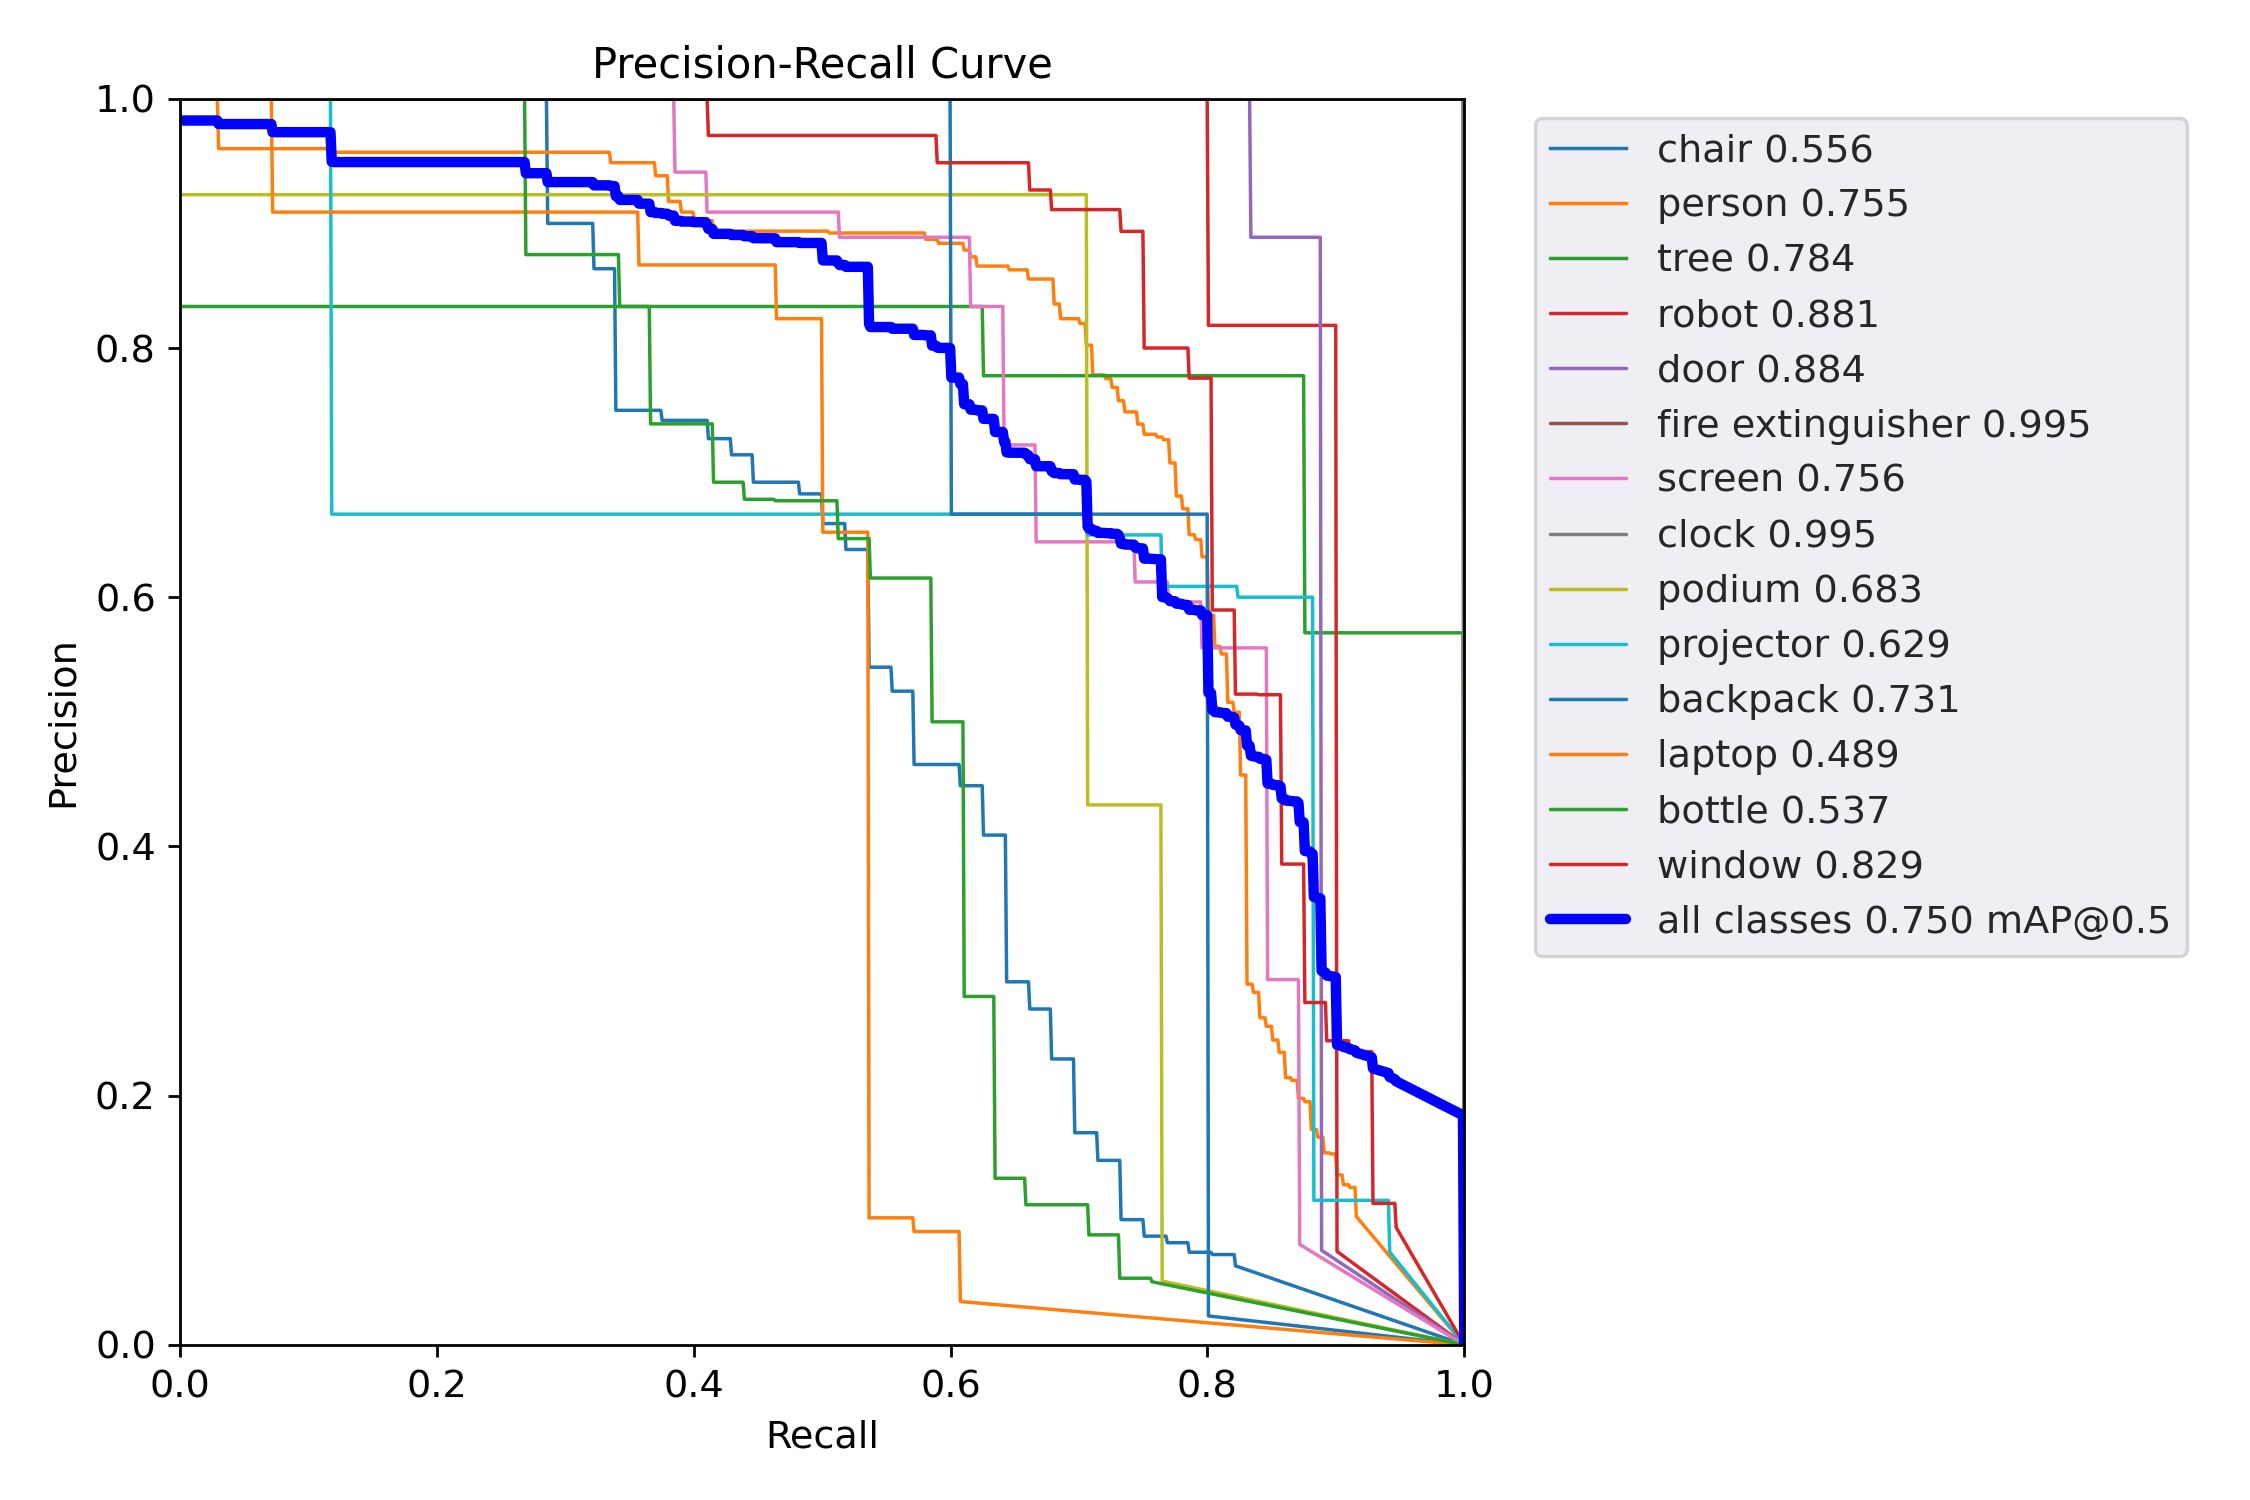 Precision-Recall Curve
1.0
0.8
0.6
0.4
0.2
0.0
Precision
0.0 0.2 0.4 0.6 0.8 1.0
Recall
chair 0.556
person 0.755
tree 0.784
robot 0.881
door 0.884
fire extinguisher 0.995
screen 0.756
clock 0.995
podium 0.683
projector 0.629
backpack 0.731
laptop 0.489
bottle 0.537
window 0.829
all classes 0.750 mAP@0.5